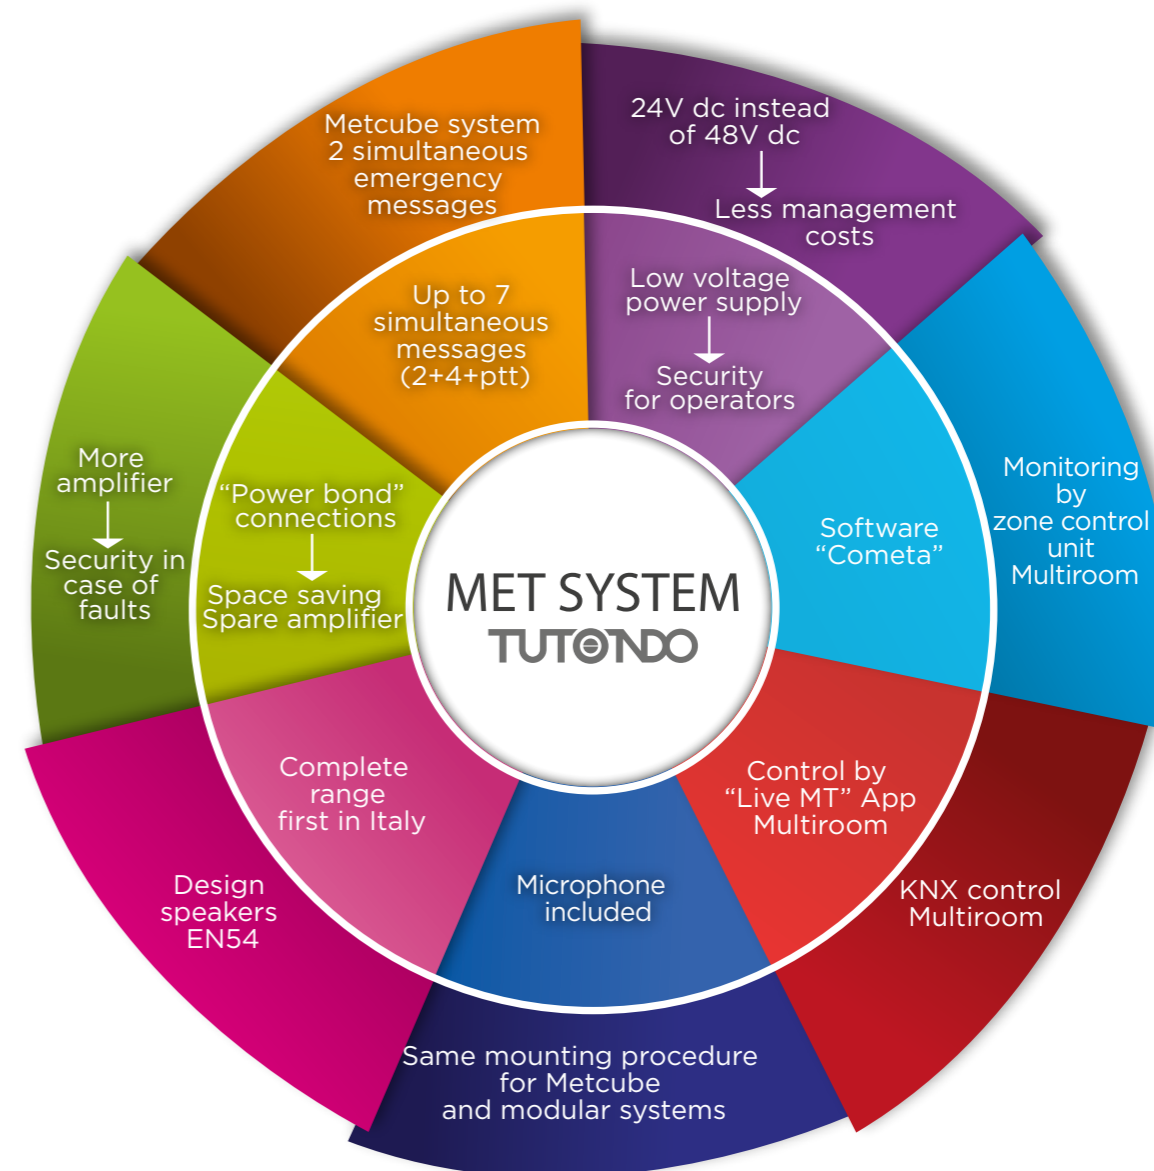 Metcube system
2 simultaneous
emergency
messages
24V dc instead
of 48V dc
Less management
costs
Up to 7
simultaneous
messages
(2+4+ptt)
Low voltage
power supply
Security
for operators
More
amplifier
Security in
case of
faults
“Power bond”
connections
Space saving
Spare amplifier
MET SYSTEM
TUTONDO
Software
“Cometa”
Monitoring
by
zone control
unit
Multiroom
Complete
range
first in Italy
Control by
“Live MT” App
Multiroom
Design
speakers
EN54
Microphone
included
KNX control
Multiroom
Same mounting procedure
for Metcube
and modular systems